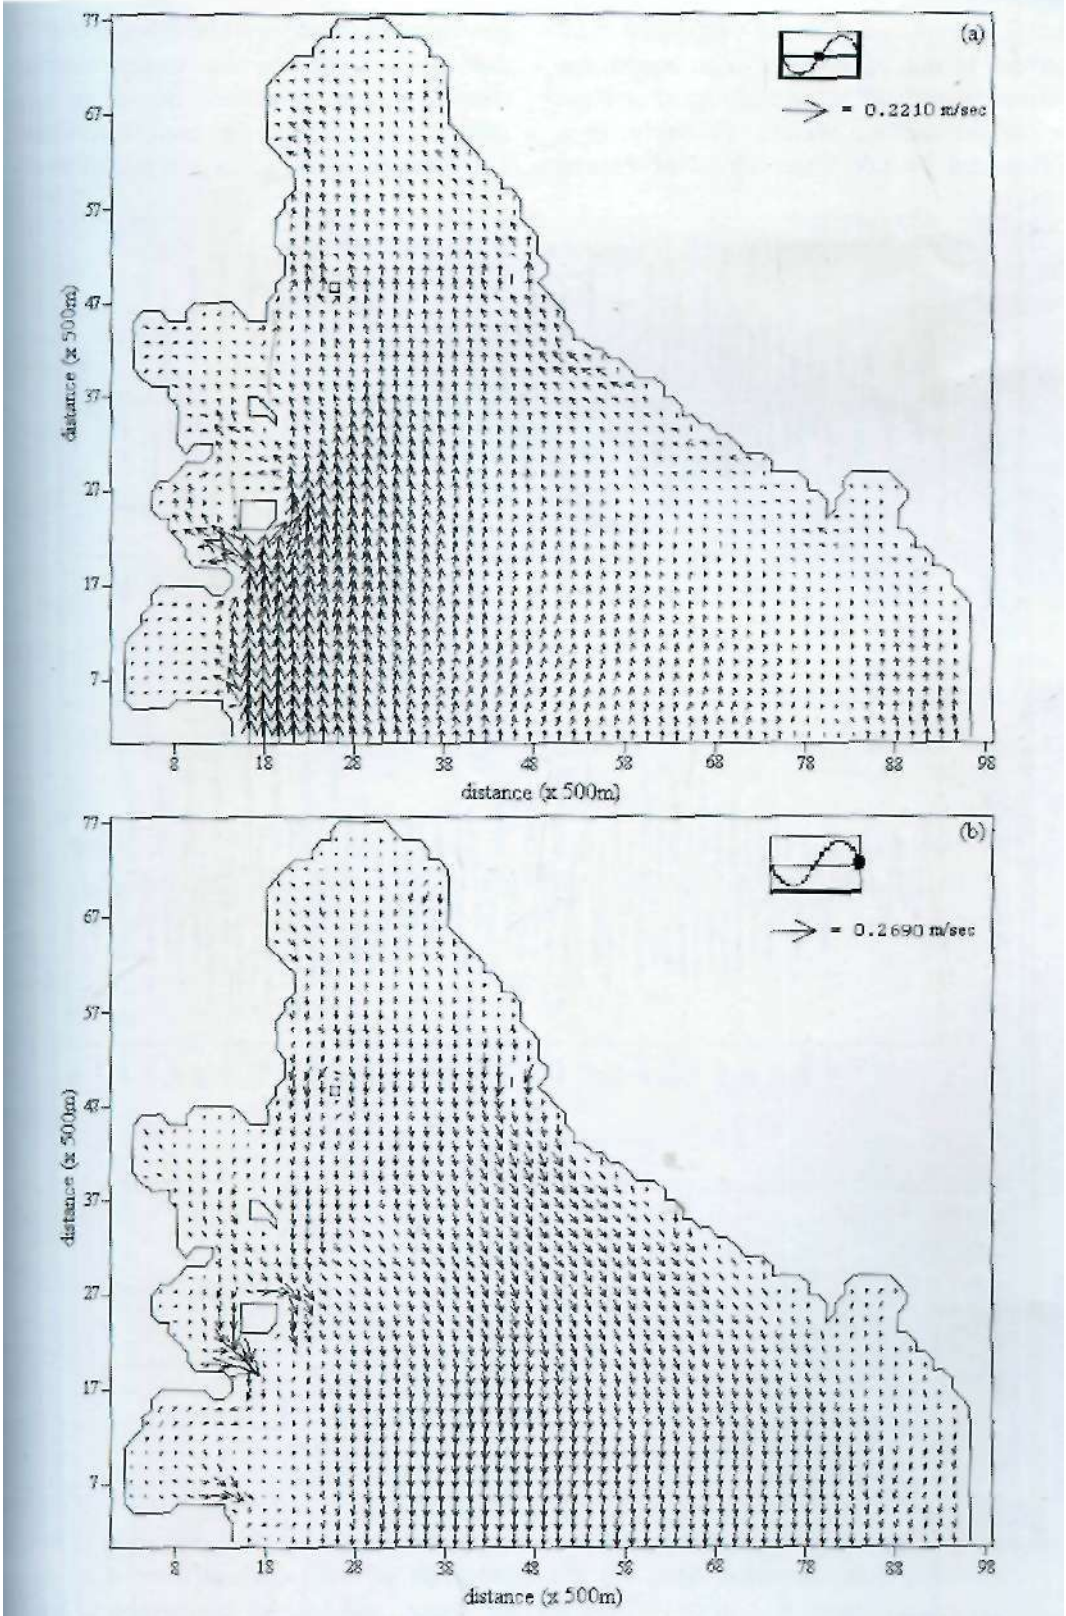 (a)
= 0.2210 m/sec
77
67
57
47
37
27
17
7
distance (x 500m)
8 18 28 38 48 58 68 78 88 98
distance (x 500m)
(b)
= 0.2690 m/sec
77
67
57
47
37
27
17
7
distance (x 500m)
8 18 28 38 48 58 68 78 88 98
distance (x 500m)